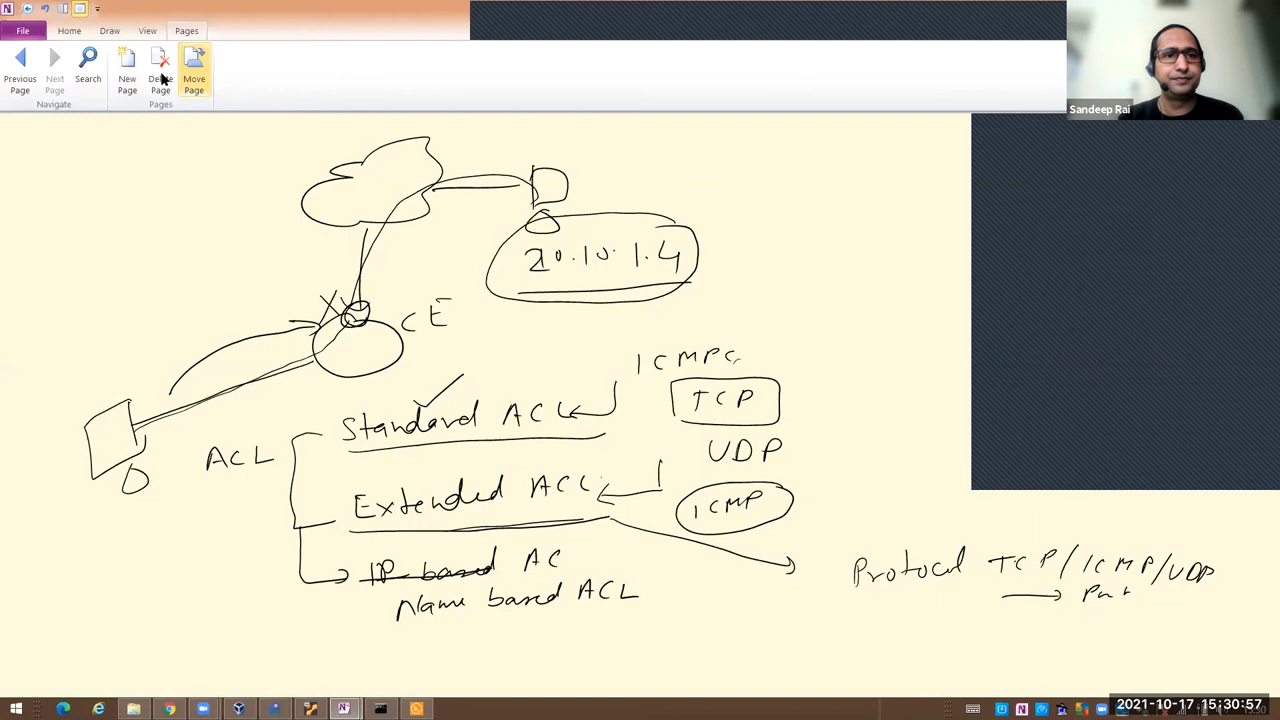 File Home Draw View Pages
Previous Page
Next Page
Search
New Page
Delete Page
Move Page
Navigate
Pages
Sandeep Rai
20.10.1.4
CE
ICMP
TCP
Standard ACL
UDP
ACL
Extended ACL
ICMP
IP based AC
Protocol TCP/ICMP/UDP
Name based ACL
2021-10-17 15:30:57